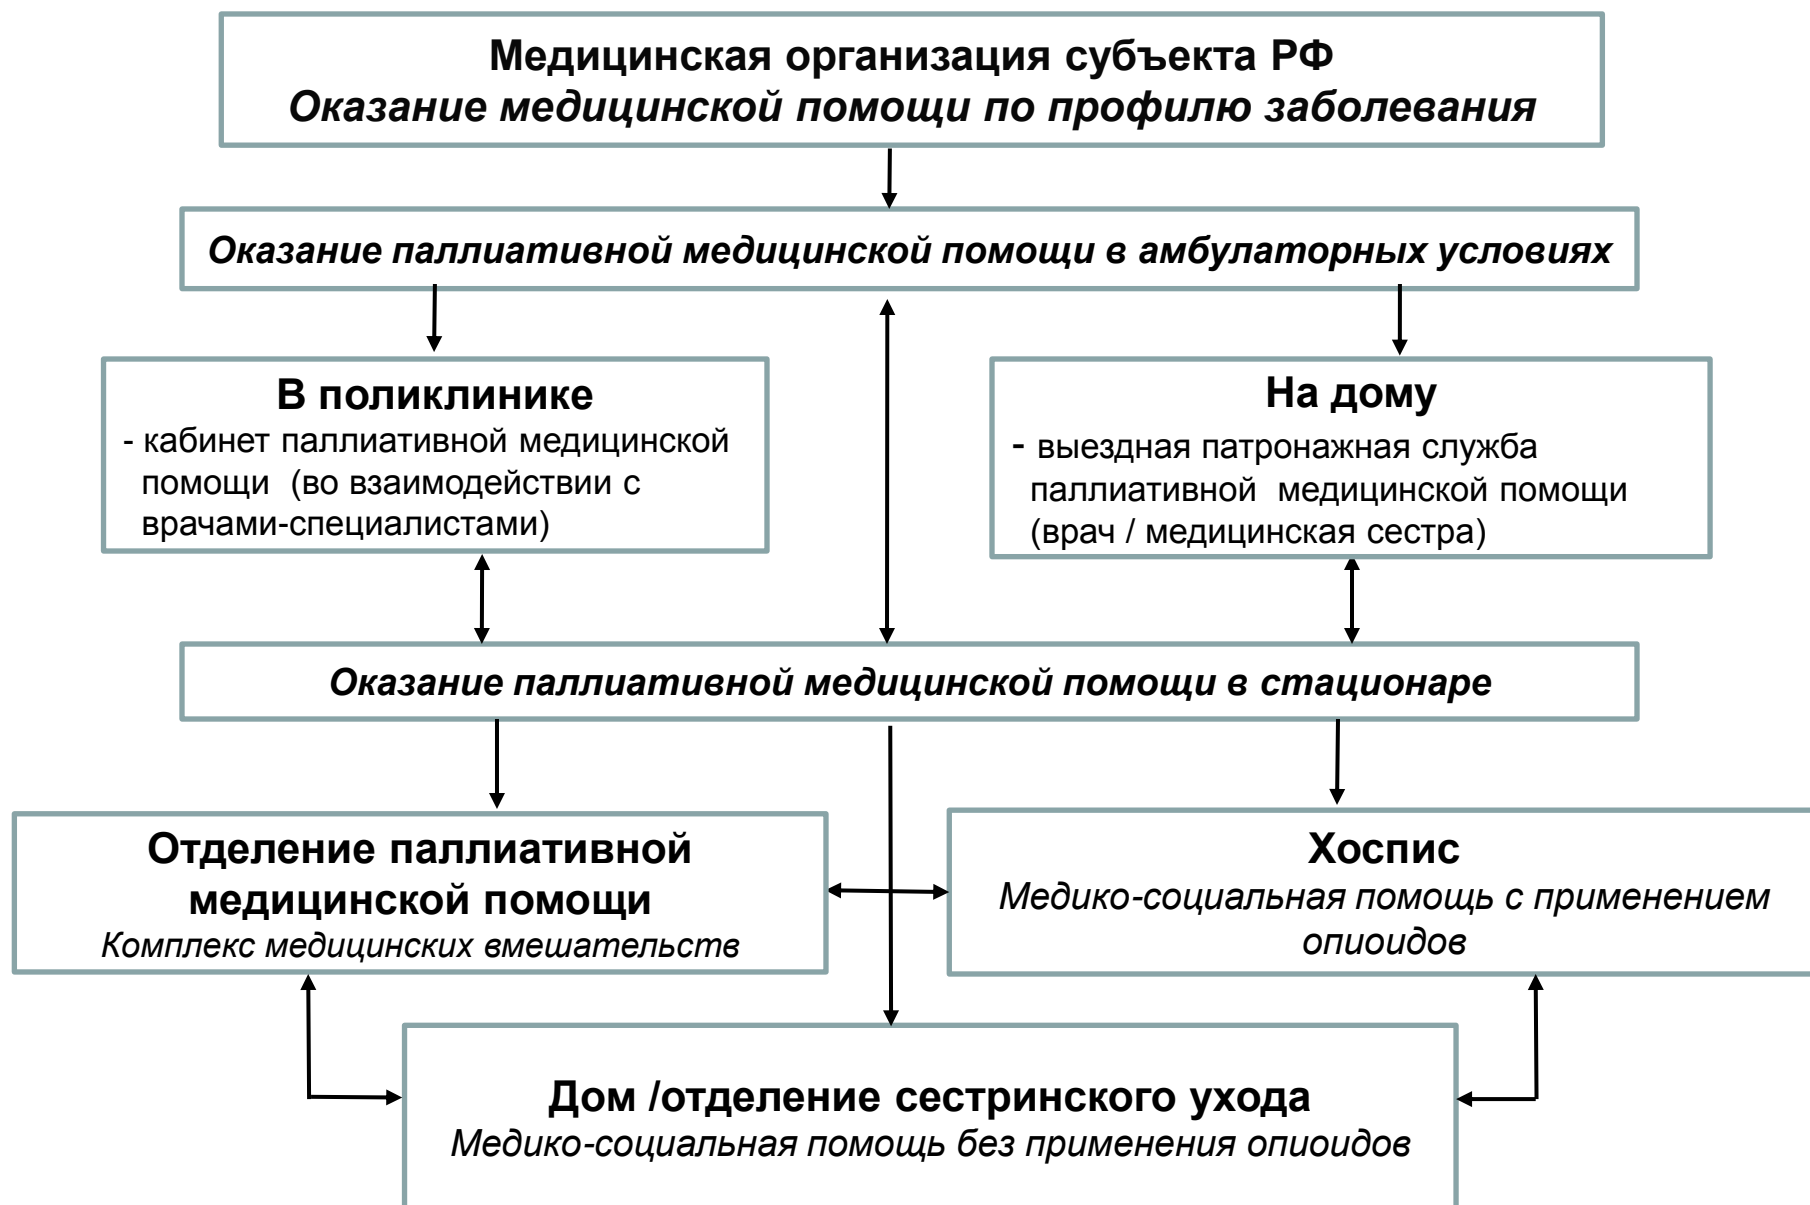 Медицинская организация субъекта РФ
Оказание медицинской помощи по профилю заболевания
Оказание паллиативной медицинской помощи в амбулаторных условиях
В поликлинике
- кабинет паллиативной медицинской
помощи (во взаимодействии с
врачами-специалистами)
На дому
- выездная патронажная служба
паллиативной медицинской помощи
(врач / медицинская сестра)
Оказание паллиативной медицинской помощи в стационаре
Отделение паллиативной
медицинской помощи
Комплекс медицинских вмешательств
Хоспис
Медико-социальная помощь с применением
опиоидов
Дом /отделение сестринского ухода
Медико-социальная помощь без применения опиоидов